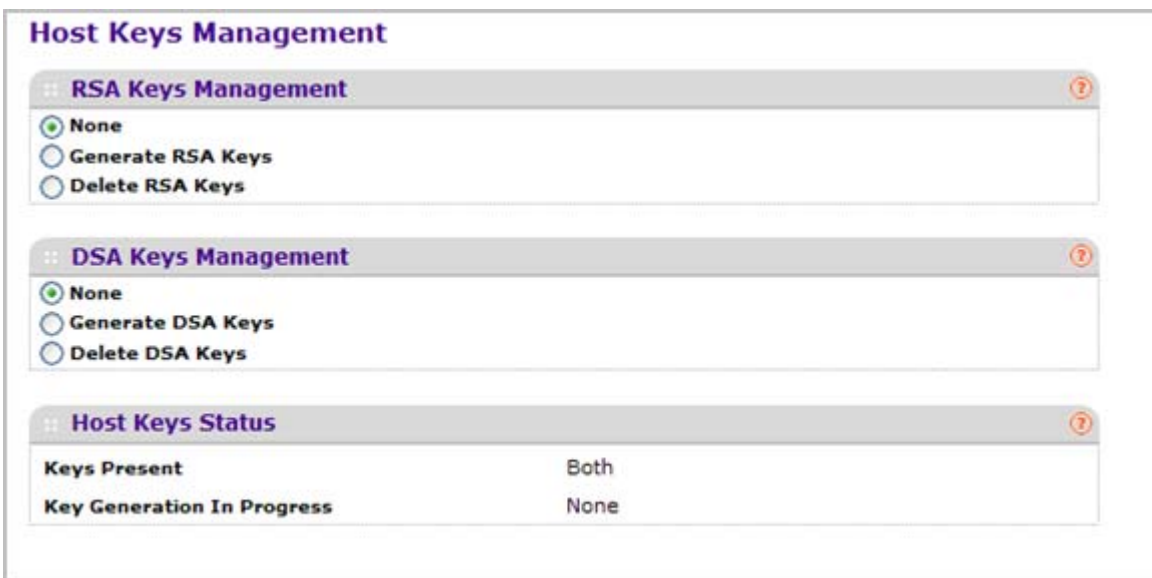 Host Keys Management
RSA Keys Management
None
Generate RSA Keys
Delete RSA Keys
DSA Keys Management
None
Generate DSA Keys
Delete DSA Keys
Host Keys Status
Keys Present Both
Key Generation In Progress None